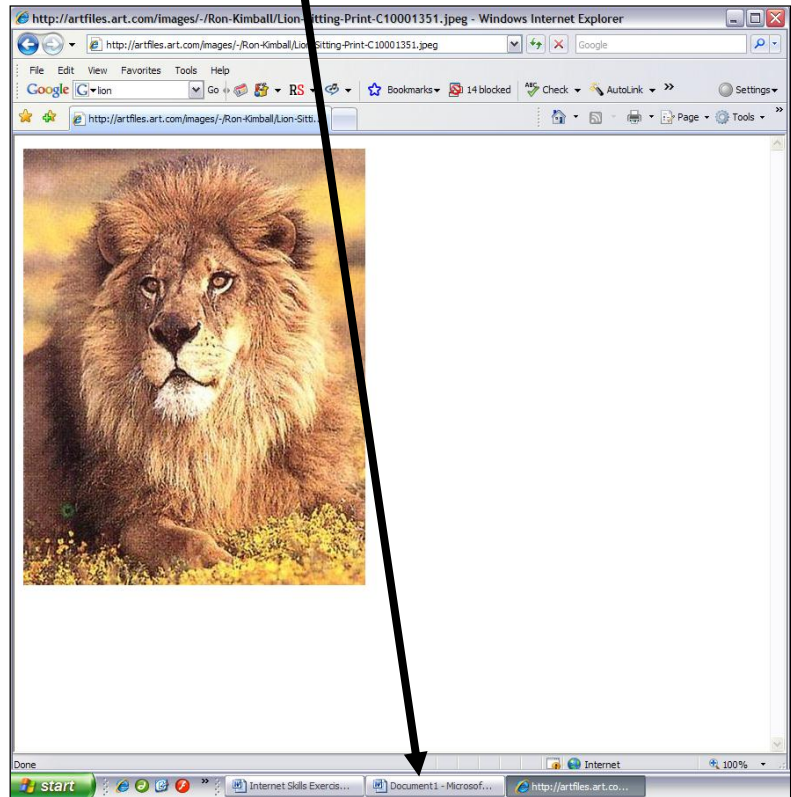 http://artfiles.art.com/images/-/Ron-Kimball/Lion-Sitting-Print-C10001351.jpeg - Windows Internet Explorer
http://artfiles.art.com/images/-/Ron-Kimball/Lion-Sitting-Print-C10001351.jpeg Google
File Edit View Favorites Tools Help
Google G lion Go RS Bookmarks 14 blocked ABC Check AutoLink >> Settings
http://artfiles.art.com/images/-/Ron-Kimball/Lion-Sitti... Page Tools >>
Done Internet 100%
start >> Internet Skills Exercis... Document1 - Microsof... http://artfiles.art.co...